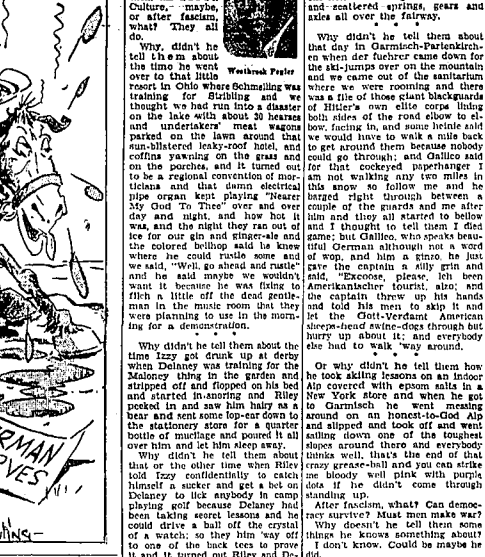 RMAN
RVES
Culture,— maybe,
or after fascism,
what? They all
do.
Why, didn't he
tell them about
the time he went
over to that little
Westbrook Pegler
resort in Ohio where Schmeling was
training for Stribling and we
thought we had run into a disaster
on the lake with about 30 hearses
and undertakers' meat wagons
parked on the lawn around that
sun-blistered leaky-roof hotel, and
coffins yawning on the grass and
on the porches, and it turned out
to be a regional convention of mor-
ticians and that damn electrical
pipe organ kept playing "Nearer
My God To Thee" over and over
day and night, and how hot it
was, and the night they ran out of
ice for our gin and ginger-ale and
the colored bellhop said he knew
where he could rustle some and
we said, "Well, go ahead and rustle"
and he said maybe we wouldn't
want it because he was fixing to
filch a little off the dead gentle-
man in the music room that they
were planning to use in the morn-
ing for a demonstration.
* * *
Why didn't he tell them about the
time Izzy got drunk up at derby
when Delaney was training for the
Maloney thing in the garden and
stripped off and flopped on his bed
and started in snoring and Riley
peeked in and saw him hairy as a
bear and sent some lop-ear down to
the stationery store for a quarter
bottle of mucilage and poured it all
over him and let him sleep away.
Why didn't he tell them about
that or the other time when Riley
told Izzy confidentially to catch
himself a sucker and get a bet on
Delaney to lick anybody in camp
playing golf because Delaney had
been taking secret lessons and he
could drive a ball off the crystal
of a watch; so they him 'way off
to one of the back tees to prove
it and it turned out Riley and De-
and scattered springs, gears and
axles all over the fairway.
Why didn't he tell them about
that day in Garmisch-Partenkirch-
en when der fuehrer came down for
the ski-jumps over on the mountain
and we came out of the sanitarium
where we were rooming and there
was a file of those giant blackguards
of Hitler's own elite corps lining
both sides of the road elbow to el-
bow, facing in, and some heinie said
we would have to walk a mile back
to get around them because nobody
could go through; and Gallico said
for that cockeyed paperhanger I
am not walking any two miles in
this snow so follow me and he
barged right through between a
couple of the guards and me after
him and they all started to bellow
and I thought to tell them I died
game; but Gallico, who speaks beau-
tiful German although not a word
of wop, and him a ginzo, he just
gave the captain a silly grin and
said, "Excoose, please, ich ben
Amerikanischer tourist, also; and
the captain threw up his hands
and told his men to skip it and
let the Gott-Verdamt American
sheeps-head swine-dogs through but
hurry up about it; and everybody
else had to walk 'way around.
* * *
Or why didn't he tell them how
he took skiing lessons on an indoor
Alp covered with epsom salts in a
New York store and when he got
to Garmisch he went messing
around on an honest-to-God Alp
and slipped and took off and went
sailing down one of the toughest
slopes around there and everybody
thinks well, that's the end of that
crazy grease-ball and you can strike
me bloody well pink with purple
dots if he didn't come through
standing up.
After fascism, what? Can democ-
racy survive? Must men make war?
Why doesn't he tell them some
things he knows something about?
I don't know. Could be maybe he
did.